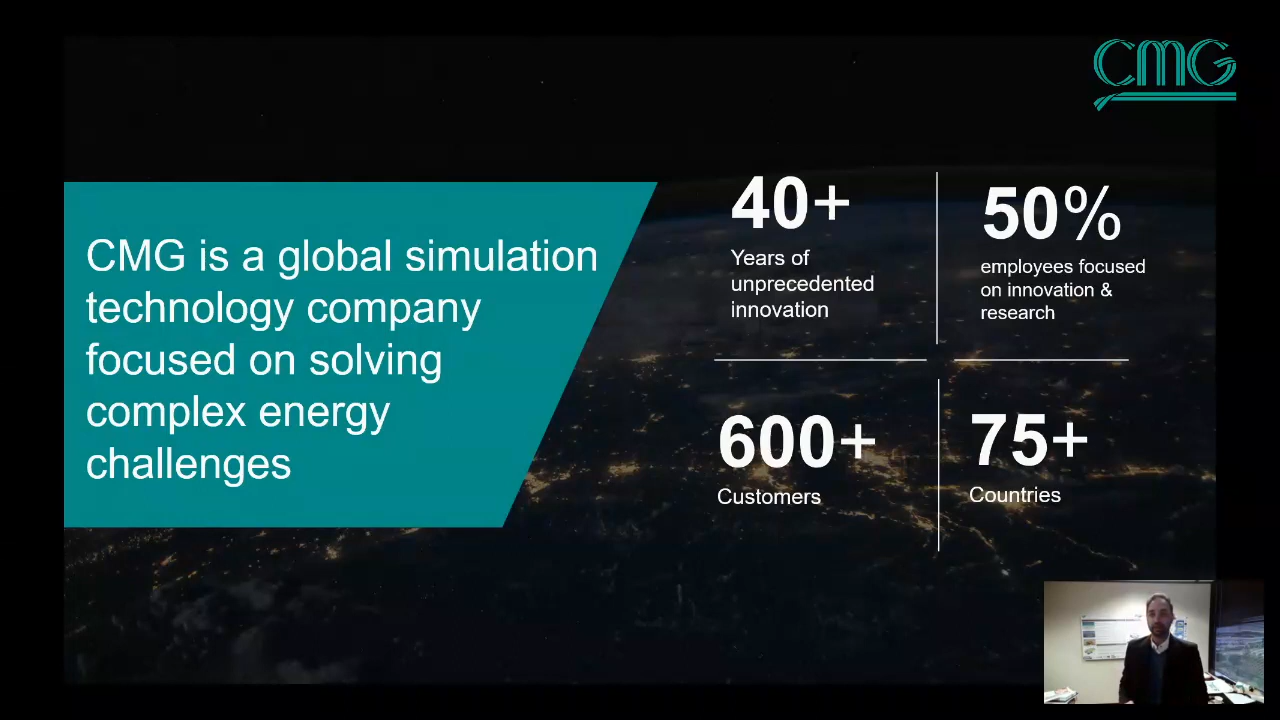 CMG
CMG is a global simulation
technology company
focused on solving
complex energy
challenges
40+
Years of
unprecedented
innovation
50%
employees focused
on innovation &
research
600+
Customers
75+
Countries